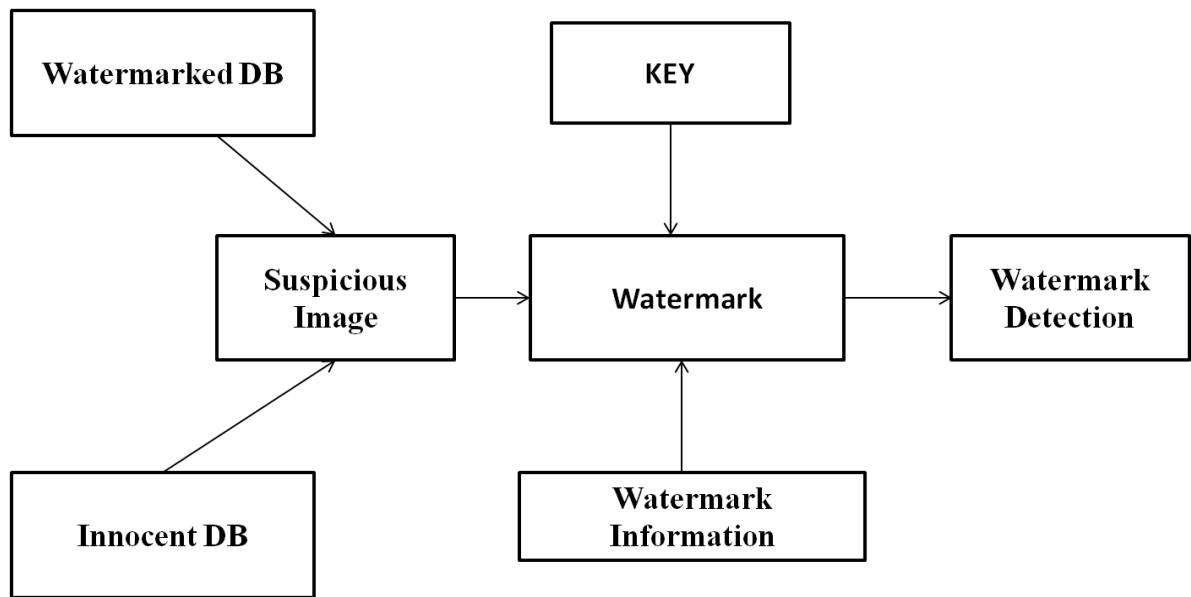 Watermarked DB
KEY
Suspicious
Image
Watermark
Watermark
Detection
Innocent DB
Watermark
Information